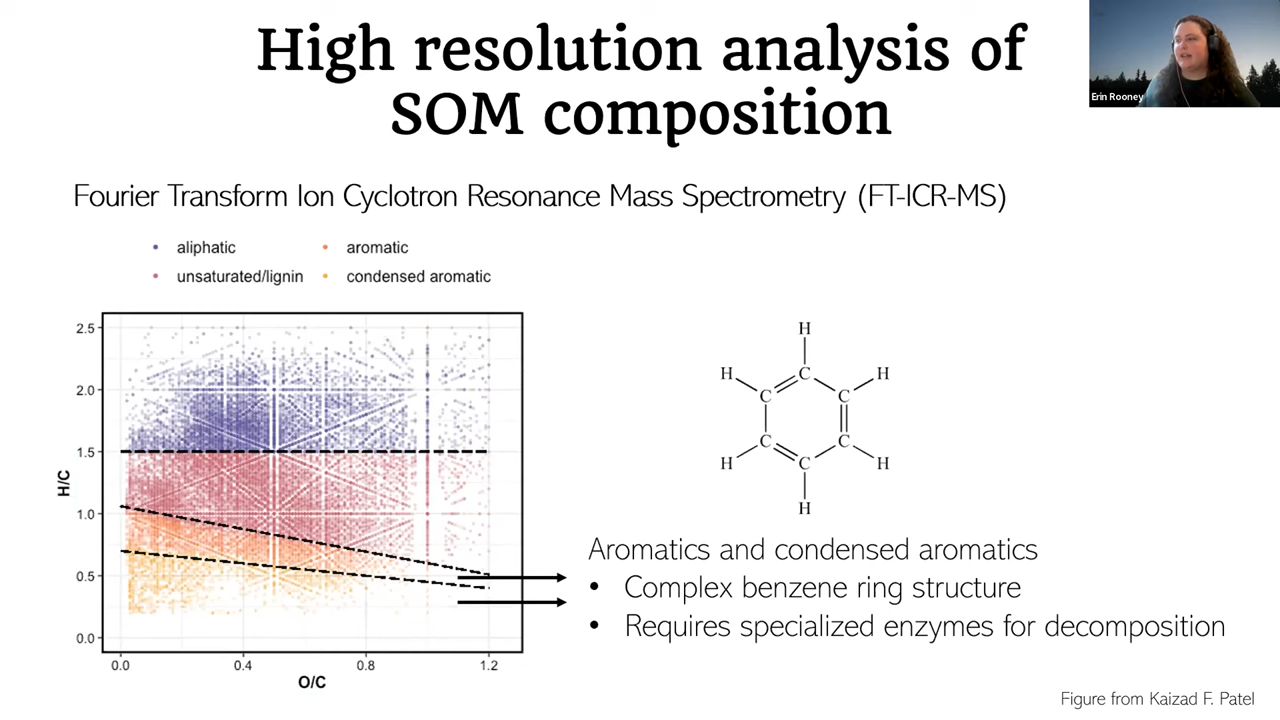 High resolution analysis of
SOM composition
Erin Rooney
Fourier Transform Ion Cyclotron Resonance Mass Spectrometry (FT-ICR-MS)
aliphatic
aromatic
unsaturated/lignin
condensed aromatic
2.5
2.0
1.5
1.0
0.5
0.0
H/C
0.0 0.4 0.8 1.2
O/C
H
H C H
C C
C C
H C H
H
Aromatics and condensed aromatics
• Complex benzene ring structure
• Requires specialized enzymes for decomposition
Figure from Kaizad F. Patel